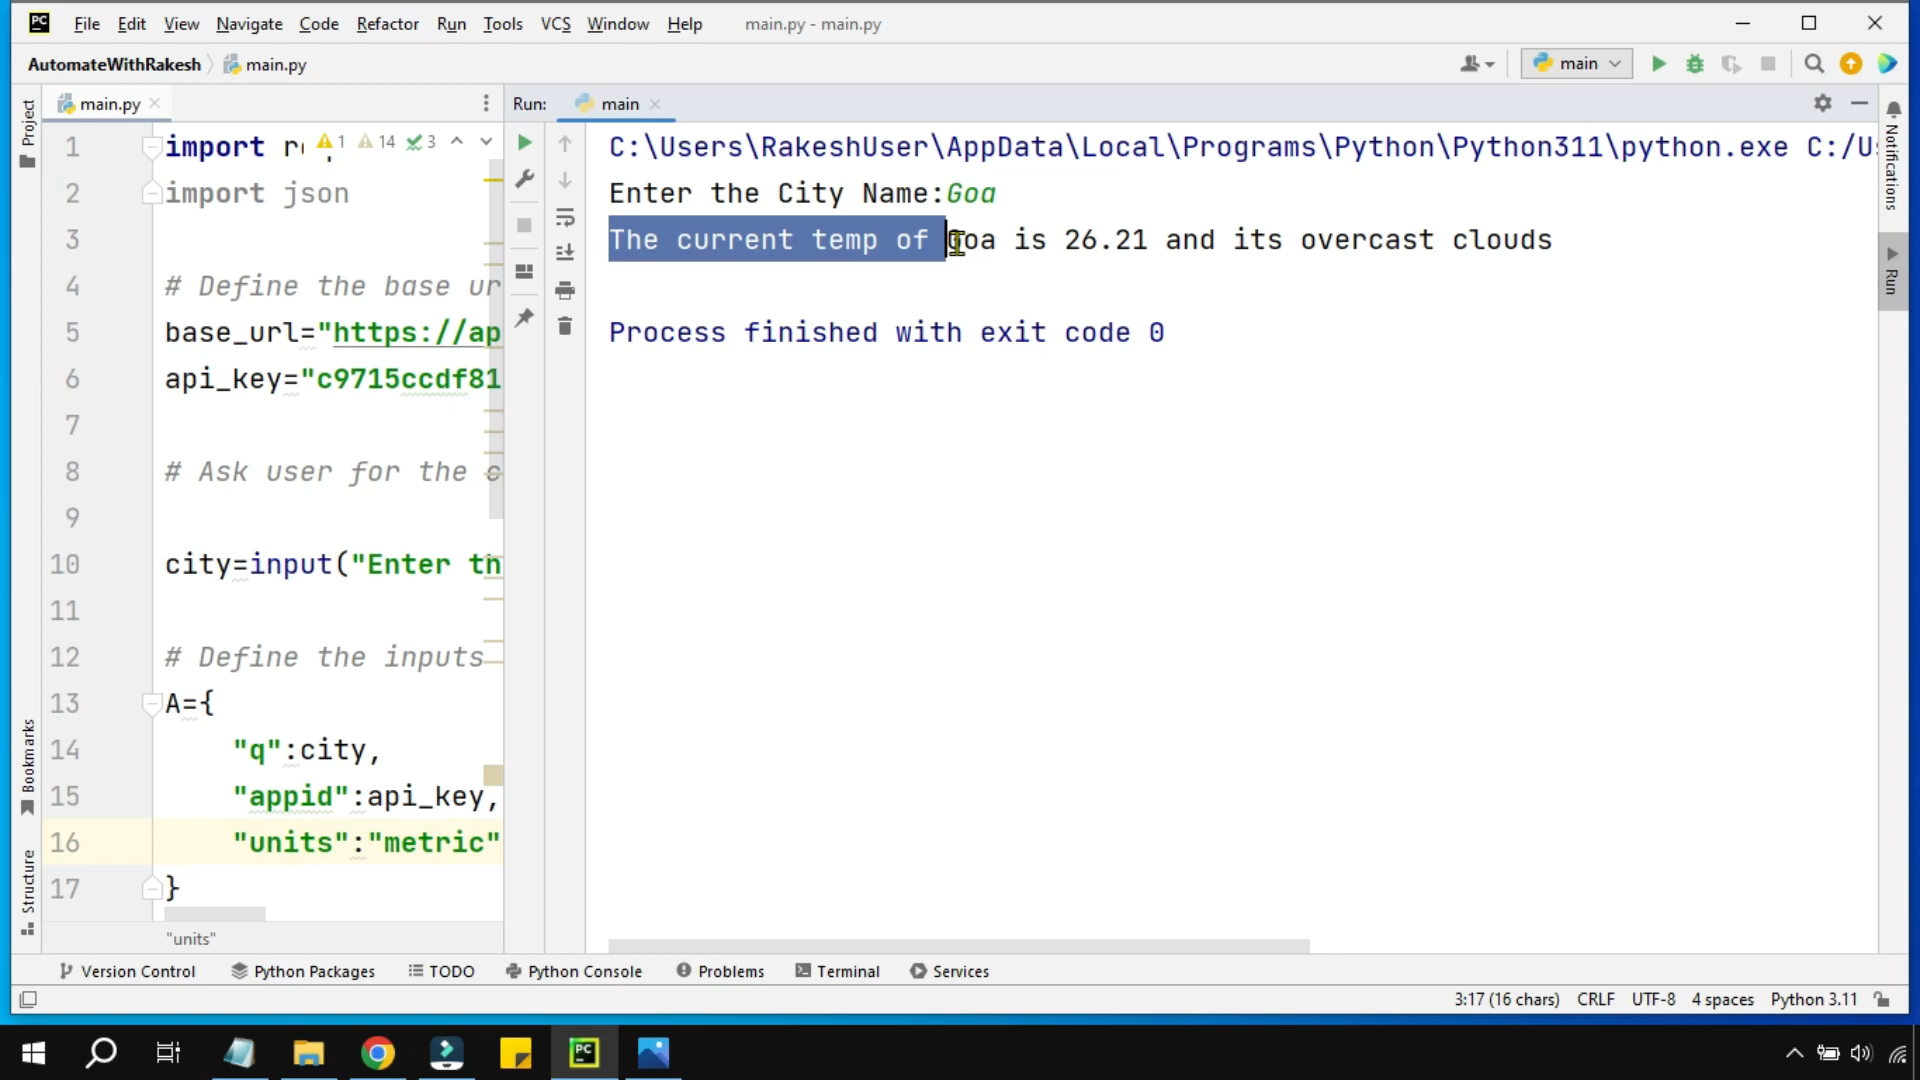 PC File Edit View Navigate Code Refactor Run Tools VCS Window Help main.py - main.py
AutomateWithRakesh main.py main
Project
main.py
1 14 3
1 import
2 import json
3
4 # Define the base ur
5 base_url="https://ap
6 api_key="c9715ccdf81
7
8 # Ask user for the c
9
10 city=input("Enter th
11
12 # Define the inputs
13 A={
14 "q":city,
15 "appid":api_key,
16 "units":"metric"
17 }
"units"
Bookmarks
Structure
Run: main
C:\Users\RakeshUser\AppData\Local\Programs\Python\Python311\python.exe C:/Us
Enter the City Name:Goa
The current temp of Goa is 26.21 and its overcast clouds
Process finished with exit code 0
Notifications
Run
Version Control Python Packages TODO Python Console Problems Terminal Services
3:17 (16 chars) CRLF UTF-8 4 spaces Python 3.11
PC